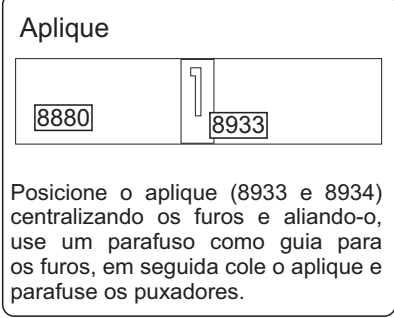 Aplique
8880
8933
Posicione o aplique (8933 e 8934)
centralizando os furos e aliando-o,
use um parafuso como guia para
os furos, em seguida cole o aplique e
parafuse os puxadores.